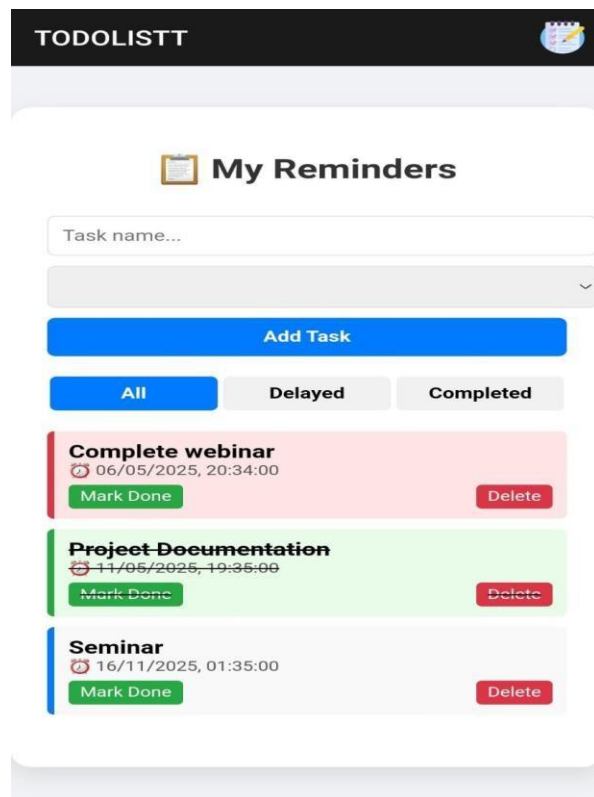 TODOLISTT
My Reminders
Task name...
Add Task
All Delayed Completed
Complete webinar
06/05/2025, 20:34:00
Mark Done Delete
Project Documentation
11/05/2025, 19:35:00
Mark Done Delete
Seminar
16/11/2025, 01:35:00
Mark Done Delete